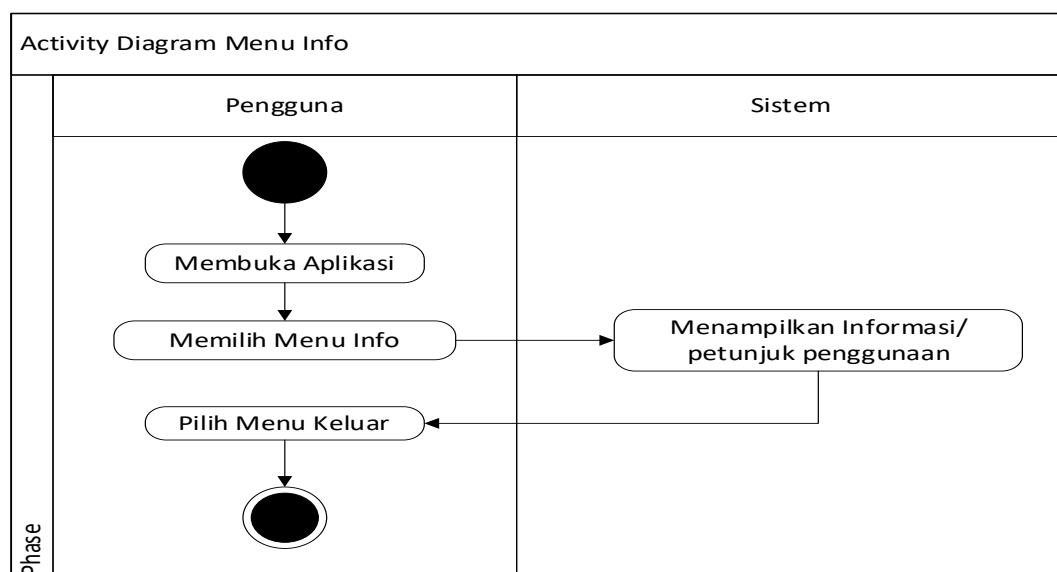 Activity Diagram Menu Info
Pengguna
Sistem
Membuka Aplikasi
Memilih Menu Info
Menampilkan Informasi/
petunjuk penggunaan
Pilih Menu Keluar
Phase